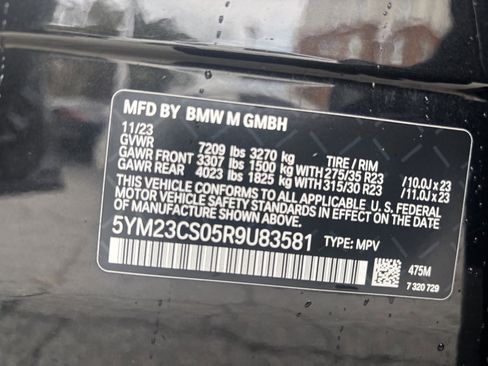 MFD BY BMW M GMBH
11/23
GVWR 7209 lbs 3270 kg TIRE / RIM
GAWR FRONT 3307 lbs 1500 kg WITH 275/35 R23 / 10.0J x 23
GAWR REAR 4023 lbs 1825 kg WITH 315/30 R23 / 11.0J x 23
THIS VEHICLE CONFORMS TO ALL APPLICABLE U.S. FEDERAL
MOTOR VEHICLE SAFETY STANDARDS IN EFFECT ON THE DATE
OF MANUFACTURE SHOWN ABOVE.
5YM23CS05R9U83581 TYPE: MPV
475M
7 320 729